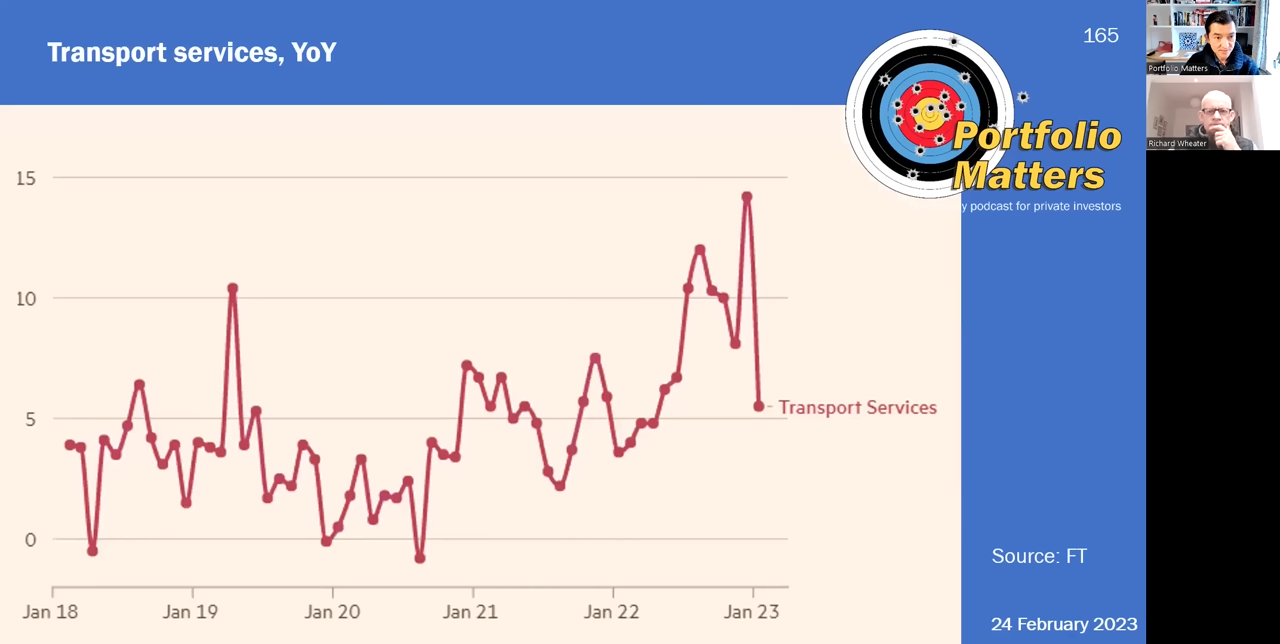 Transport services, YoY
165
Portfolio
Matters
y podcast for private investors
Portfolio Matters
Richard Wheater
15
10
5
0
Transport Services
Jan 18
Jan 19
Jan 20
Jan 21
Jan 22
Jan 23
Source: FT
24 February 2023